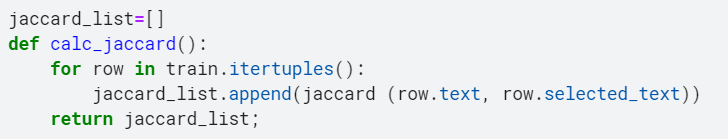 jaccard_list=[]
def calc_jaccard():
    for row in train.itertuples():
        jaccard_list.append(jaccard (row.text, row.selected_text))
    return jaccard_list;